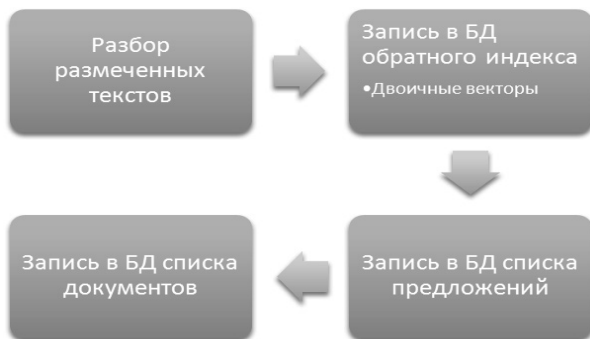 Разбор
размеченных
текстов
Запись в БД
обратного индекса
•Двоичные векторы
Запись в БД списка
предложений
Запись в БД списка
документов